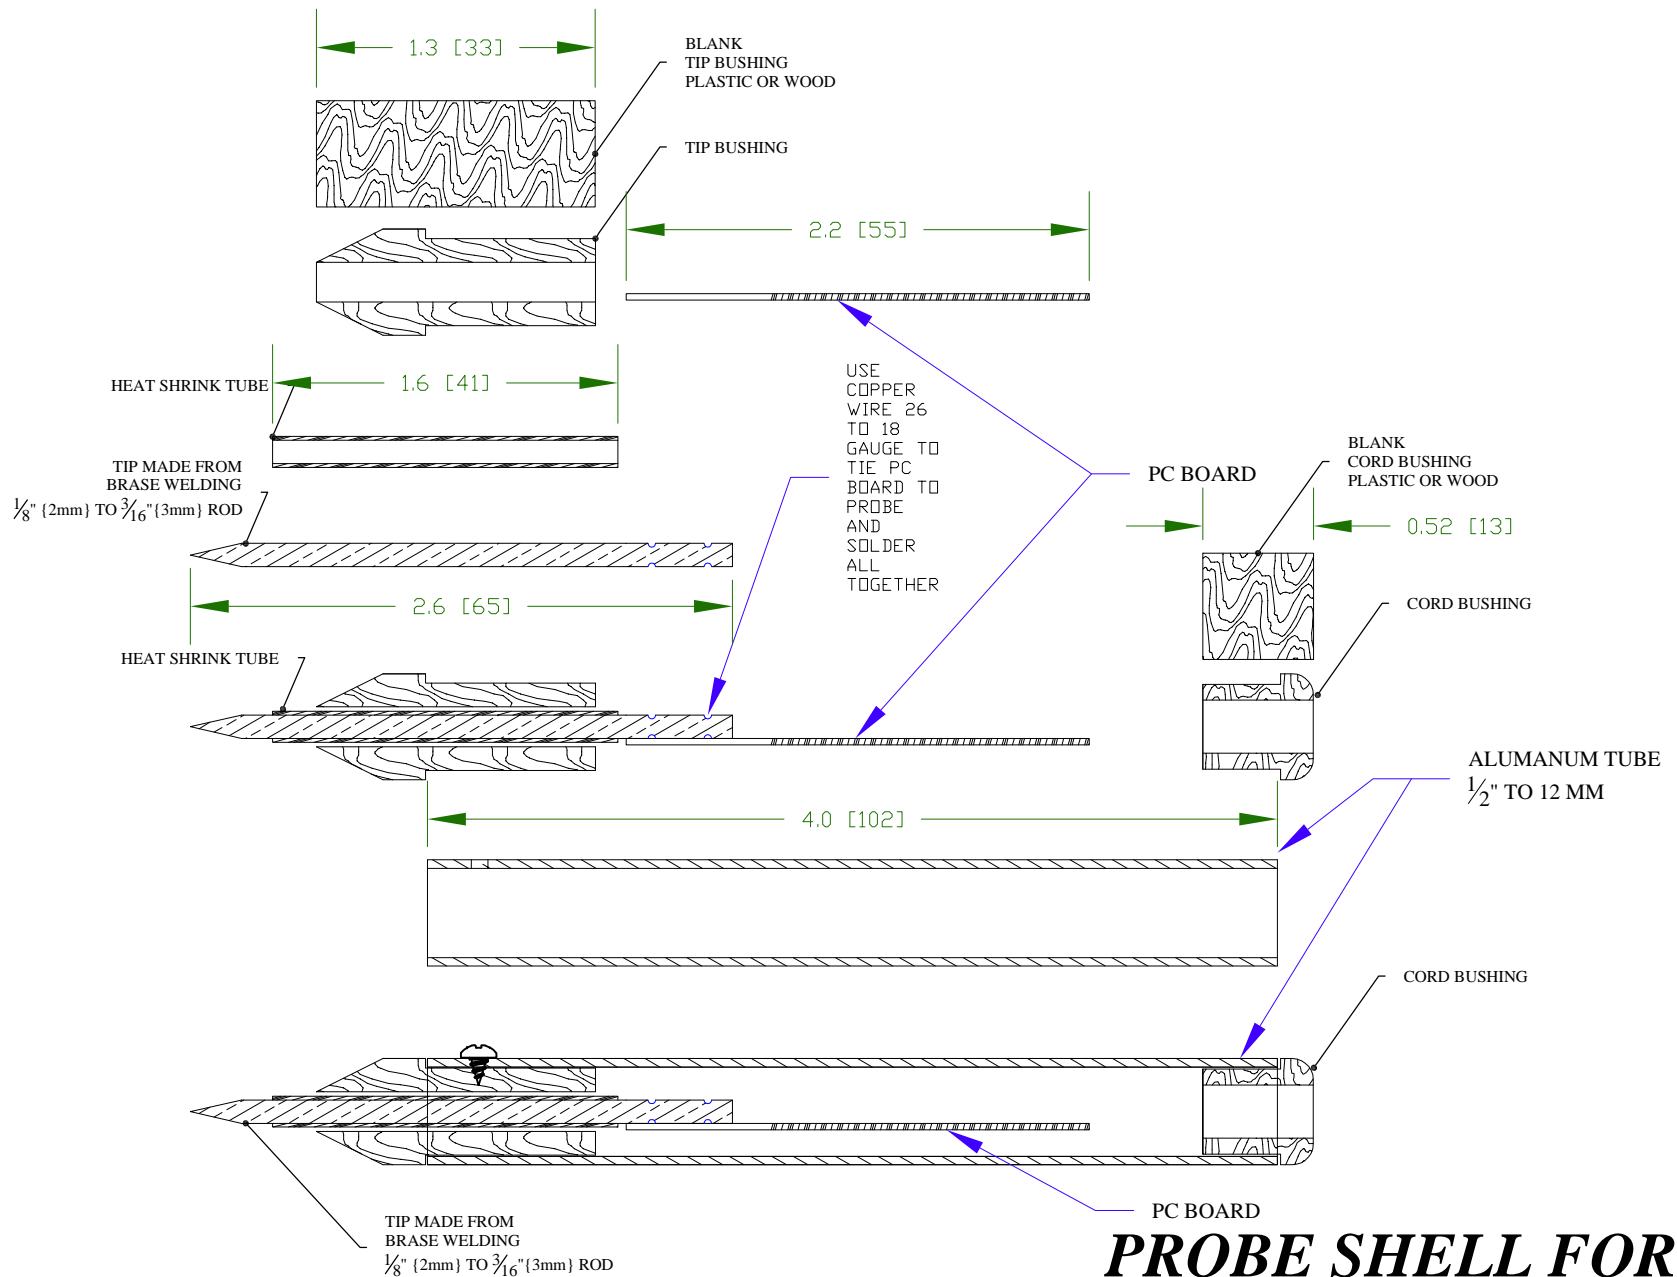 1.3 [33]
BLANK
TIP BUSHING
PLASTIC OR WOOD
TIP BUSHING
2.2 [55]
HEAT SHRINK TUBE
1.6 [41]
USE
COPPER
WIRE 26
TO 18
GAUGE TO
TIE PC
BOARD TO
PROBE
AND
SOLDER
ALL
TOGETHER
TIP MADE FROM
BRASE WELDING
1/8" {2mm} TO 3/16"{3mm} ROD
PC BOARD
BLANK
CORD BUSHING
PLASTIC OR WOOD
0.52 [13]
2.6 [65]
CORD BUSHING
HEAT SHRINK TUBE
ALUMANUM TUBE
1/2" TO 12 MM
4.0 [102]
CORD BUSHING
PC BOARD
TIP MADE FROM
BRASE WELDING
1/8" {2mm} TO 3/16"{3mm} ROD
PROBE SHELL FOR